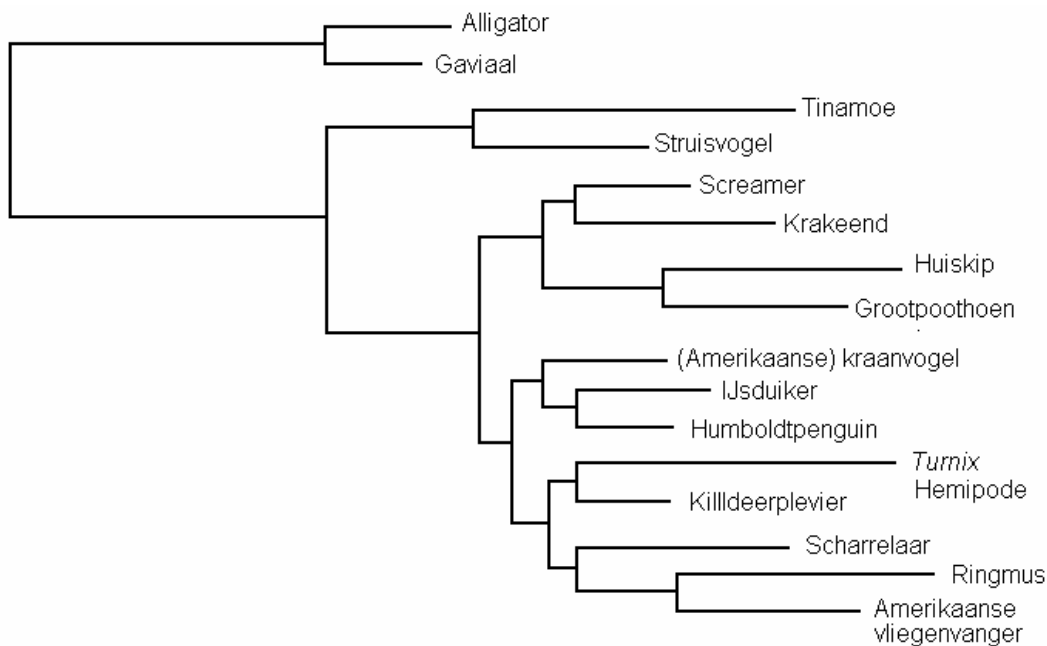 Alligator
Gaviaal
Tinamoe
Struisvogel
Screamer
Krakeend
Huiskip
Grootpoothoen
(Amerikaanse) kraanvogel
IJsduiker
Humboldtpenguin
Turnix
Hemipode
Killldeerplevier
Scharrelaar
Ringmus
Amerikaanse
vliegenvanger